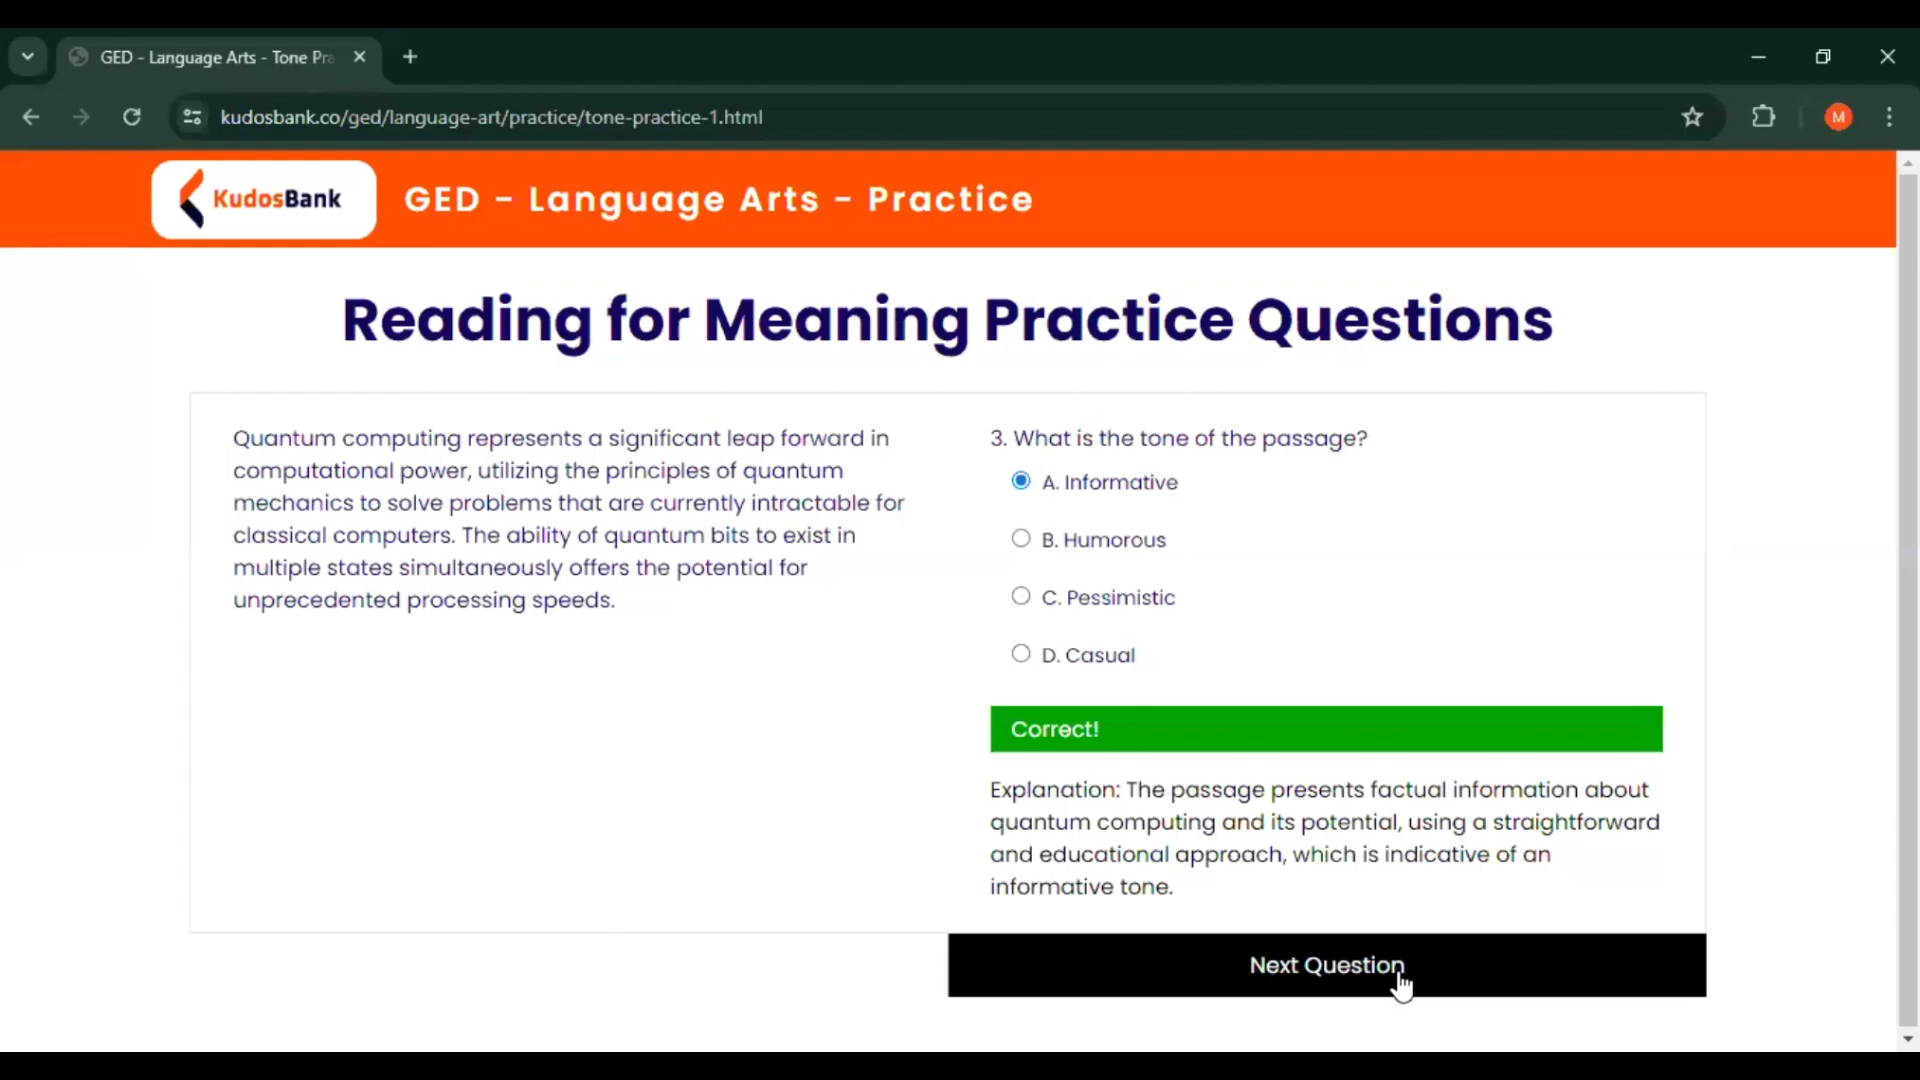 GED - Language Arts - Tone Pra
kudosbank.co/ged/language-art/practice/tone-practice-1.html
M
KudosBank
GED - Language Arts - Practice
Reading for Meaning Practice Questions
Quantum computing represents a significant leap forward in
computational power, utilizing the principles of quantum
mechanics to solve problems that are currently intractable for
classical computers. The ability of quantum bits to exist in
multiple states simultaneously offers the potential for
unprecedented processing speeds.
3. What is the tone of the passage?
A. Informative
B. Humorous
C. Pessimistic
D. Casual
Correct!
Explanation: The passage presents factual information about
quantum computing and its potential, using a straightforward
and educational approach, which is indicative of an
informative tone.
Next Question